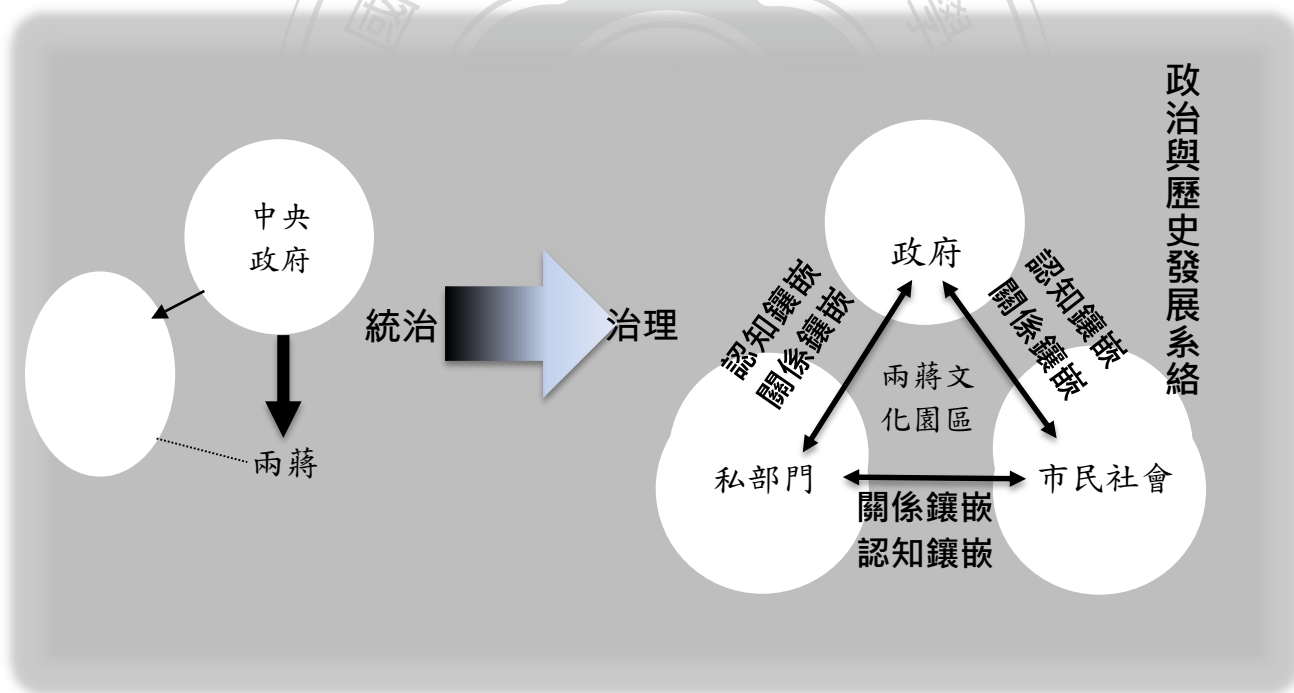 政治與歷史發展系絡
中央
政府
兩蔣
統治
治理
政府
認知鑲嵌
關係鑲嵌
認知鑲嵌
關係鑲嵌
兩蔣文
化園區
私部門
市民社會
關係鑲嵌
認知鑲嵌